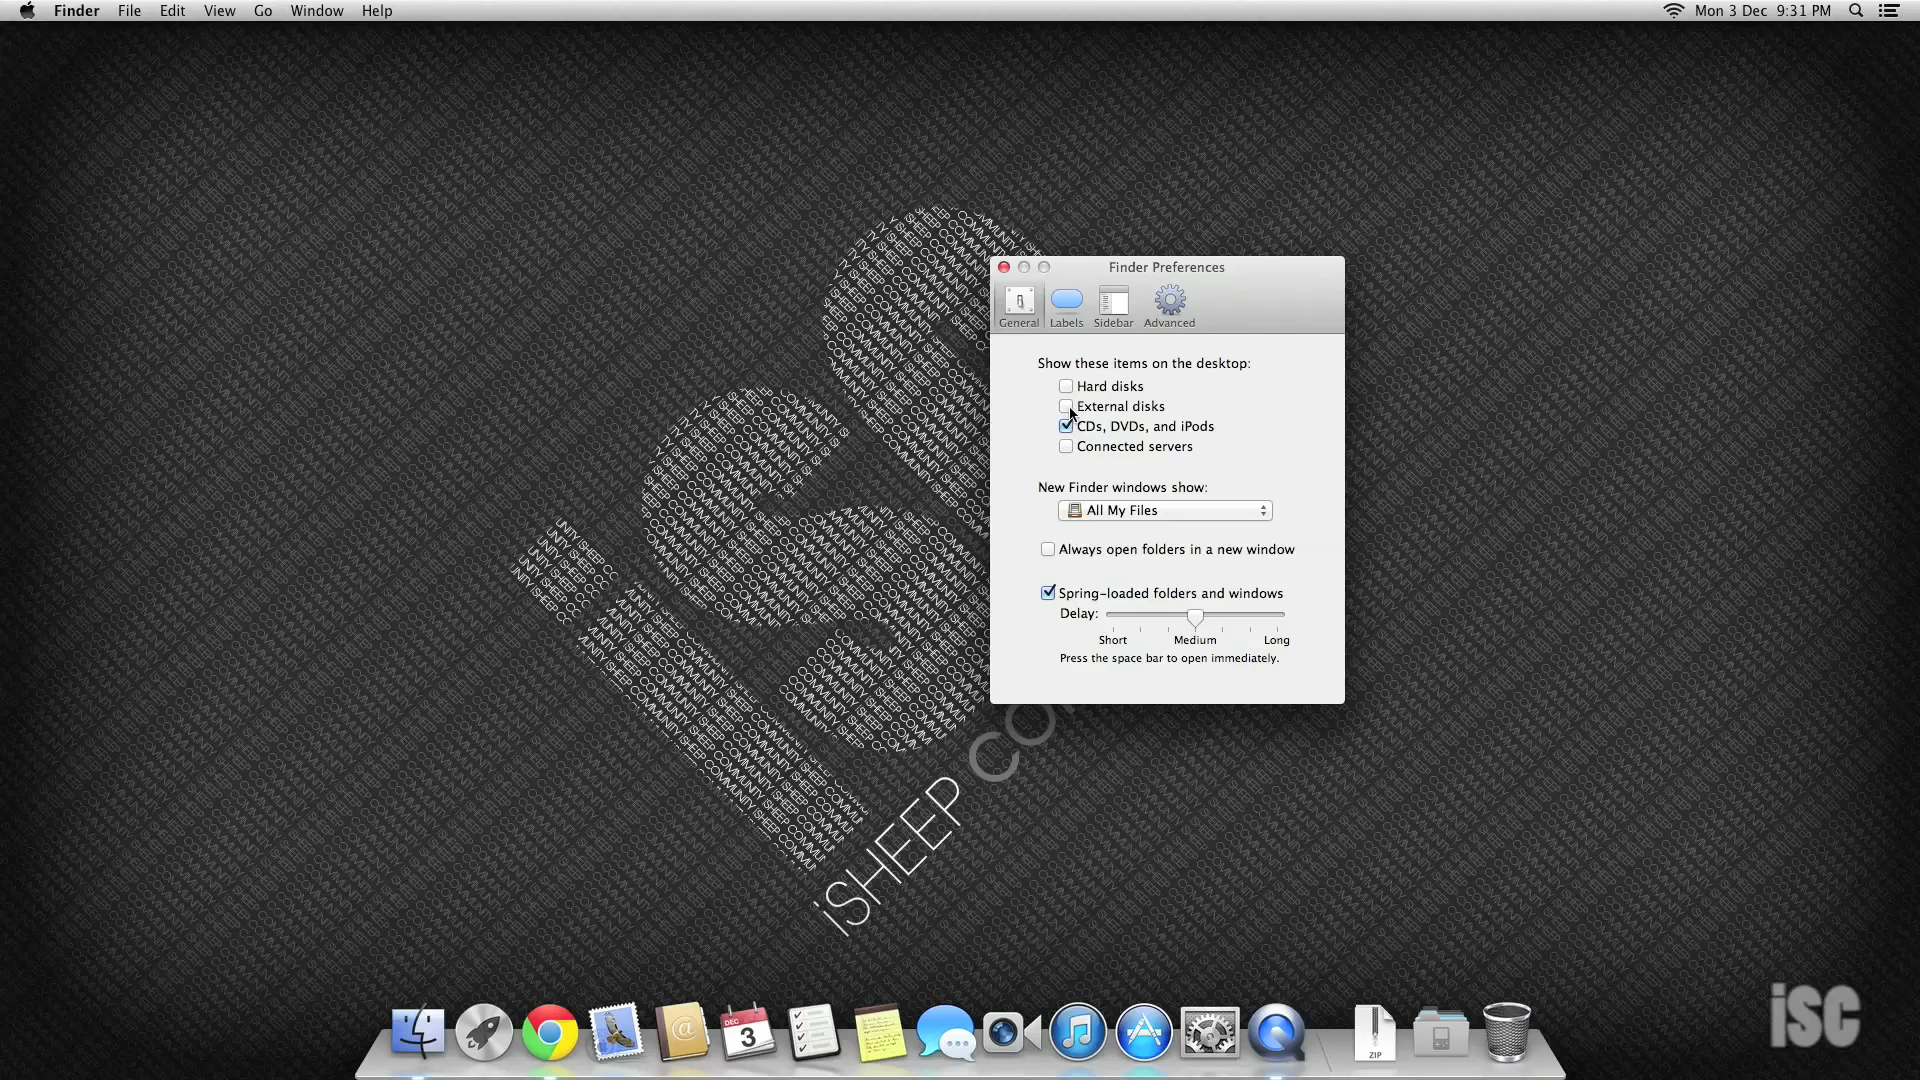 Finder File Edit View Go Window Help Mon 3 Dec 9:31 PM
Finder Preferences
General Labels Sidebar Advanced
Show these items on the desktop:
Hard disks
External disks
CDs, DVDs, and iPods
Connected servers
New Finder windows show:
All My Files
Always open folders in a new window
Spring-loaded folders and windows
Delay:
Short Medium Long
Press the space bar to open immediately.
iSHEEP
DEC
3
ZIP
isc